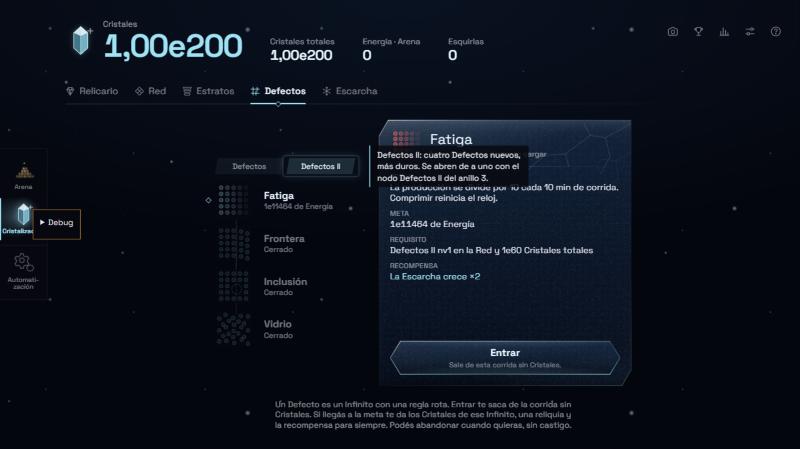 Cristales
1,00e200
Cristales totales
1,00e200
Energía · Arena
0
Esquirlas
0
Relicario
Red
Estratos
Defectos
Escarcha
Arena
Debug
Automati-
zación
Defectos
Defectos II
Fatiga
1e11464 de Energía
Frontera
Cerrado
Inclusión
Cerrado
Vidrio
Cerrado
Fatiga
Defectos II: cuatro Defectos nuevos,
más duros. Se abren de a uno con el
nodo Defectos II del anillo 3.
La producción se divide por 10 cada 10 min de corrida.
Comprimir reinicia el reloj.
META
1e11464 de Energía
REQUISITO
Defectos II nv1 en la Red y 1e60 Cristales totales
RECOMPENSA
La Escarcha crece ×2
Entrar
Sale de esta corrida sin Cristales.
Un Defecto es un Infinito con una regla rota. Entrar te saca de la corrida sin
Cristales. Si llegás a la meta te da los Cristales de ese Infinito, una reliquia y
la recompensa para siempre. Podés abandonar cuando quieras, sin castigo.